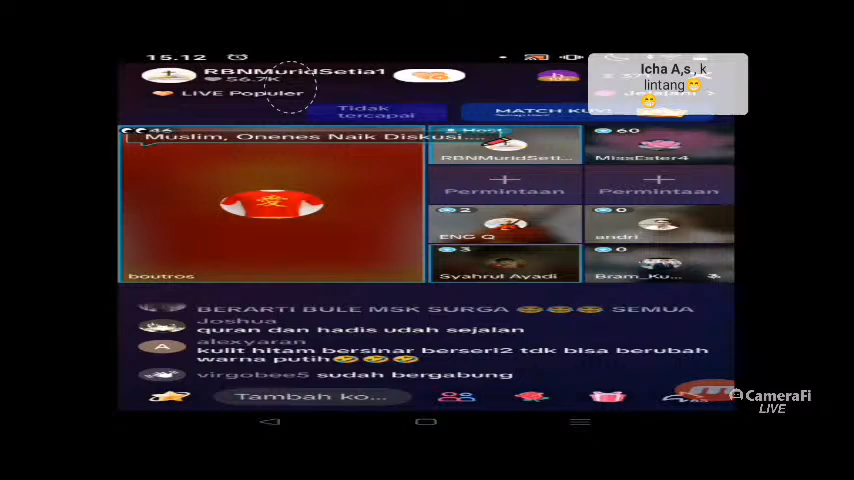 15.12
RBNMuridSetia1
56.7K
LIVE Populer
Icha A,s , k
lintang
Tidak
tercapai
MATCH KU
46
Muslim, Onenes Naik Diskusi....
Host
60
RBNMuridSeti...
MissEster4
Permintaan
Permintaan
2
0
ENG Q
andri
3
0
boutros
Syahrul Ayadi
Bram_Ku...
BERARTI BULE MSK SURGA 😂😂😂 SEMUA
Joshua
quran dan hadis udah sejalan
A
alexyaran
kulit hitam bersinar berseri2 tdk bisa berubah
warna putih🤣🤣🤣
virgobee5 sudah bergabung
Tambah ko...
CameraFi
LIVE